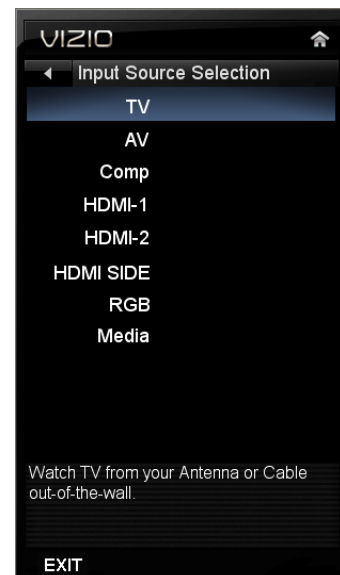 VIZIO
Input Source Selection
TV
AV
Comp
HDMI-1
HDMI-2
HDMI SIDE
RGB
Media
Watch TV from your Antenna or Cable
out-of-the-wall.
EXIT